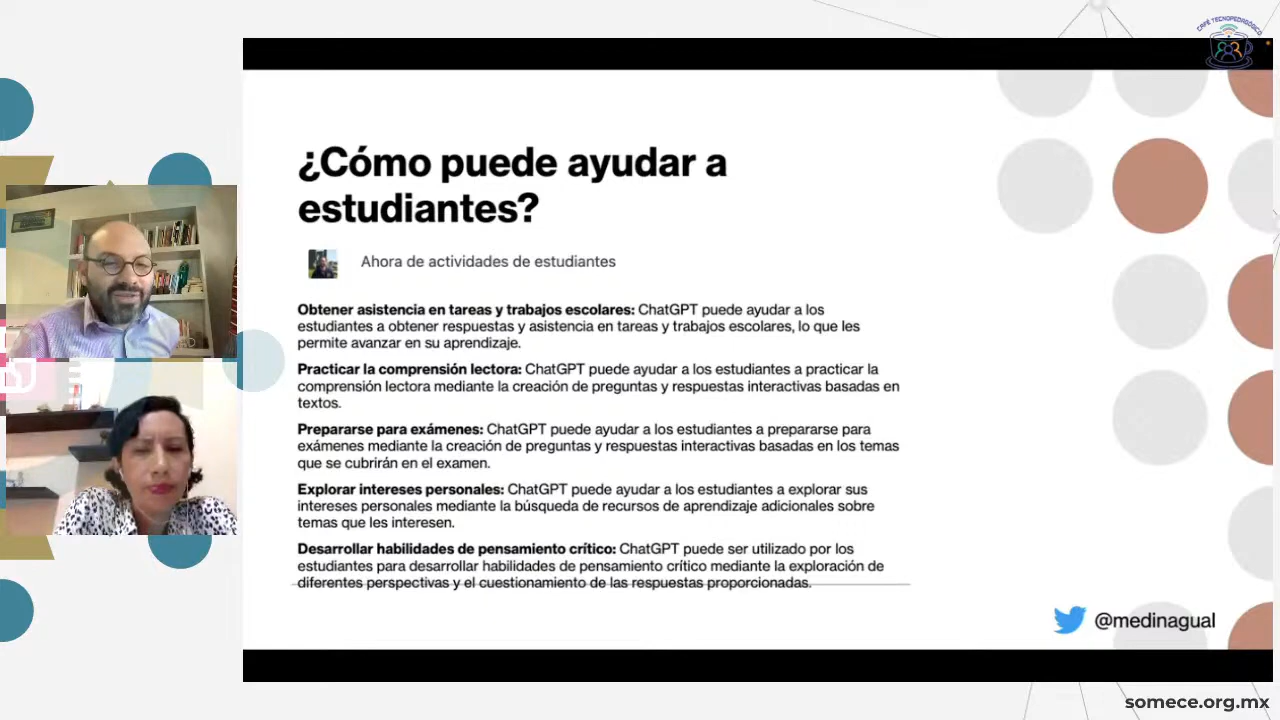 CAFÉ TECNOPEDAGÓGICO
¿Cómo puede ayudar a
estudiantes?
Ahora de actividades de estudiantes
Obtener asistencia en tareas y trabajos escolares: ChatGPT puede ayudar a los
estudiantes a obtener respuestas y asistencia en tareas y trabajos escolares, lo que les
permite avanzar en su aprendizaje.
Practicar la comprensión lectora: ChatGPT puede ayudar a los estudiantes a practicar la
comprensión lectora mediante la creación de preguntas y respuestas interactivas basadas en
textos.
Prepararse para exámenes: ChatGPT puede ayudar a los estudiantes a prepararse para
exámenes mediante la creación de preguntas y respuestas interactivas basadas en los temas
que se cubrirán en el examen.
Explorar intereses personales: ChatGPT puede ayudar a los estudiantes a explorar sus
intereses personales mediante la búsqueda de recursos de aprendizaje adicionales sobre
temas que les interesen.
Desarrollar habilidades de pensamiento crítico: ChatGPT puede ser utilizado por los
estudiantes para desarrollar habilidades de pensamiento crítico mediante la exploración de
diferentes perspectivas y el cuestionamiento de las respuestas proporcionadas.
@medinagual
somece.org.mx